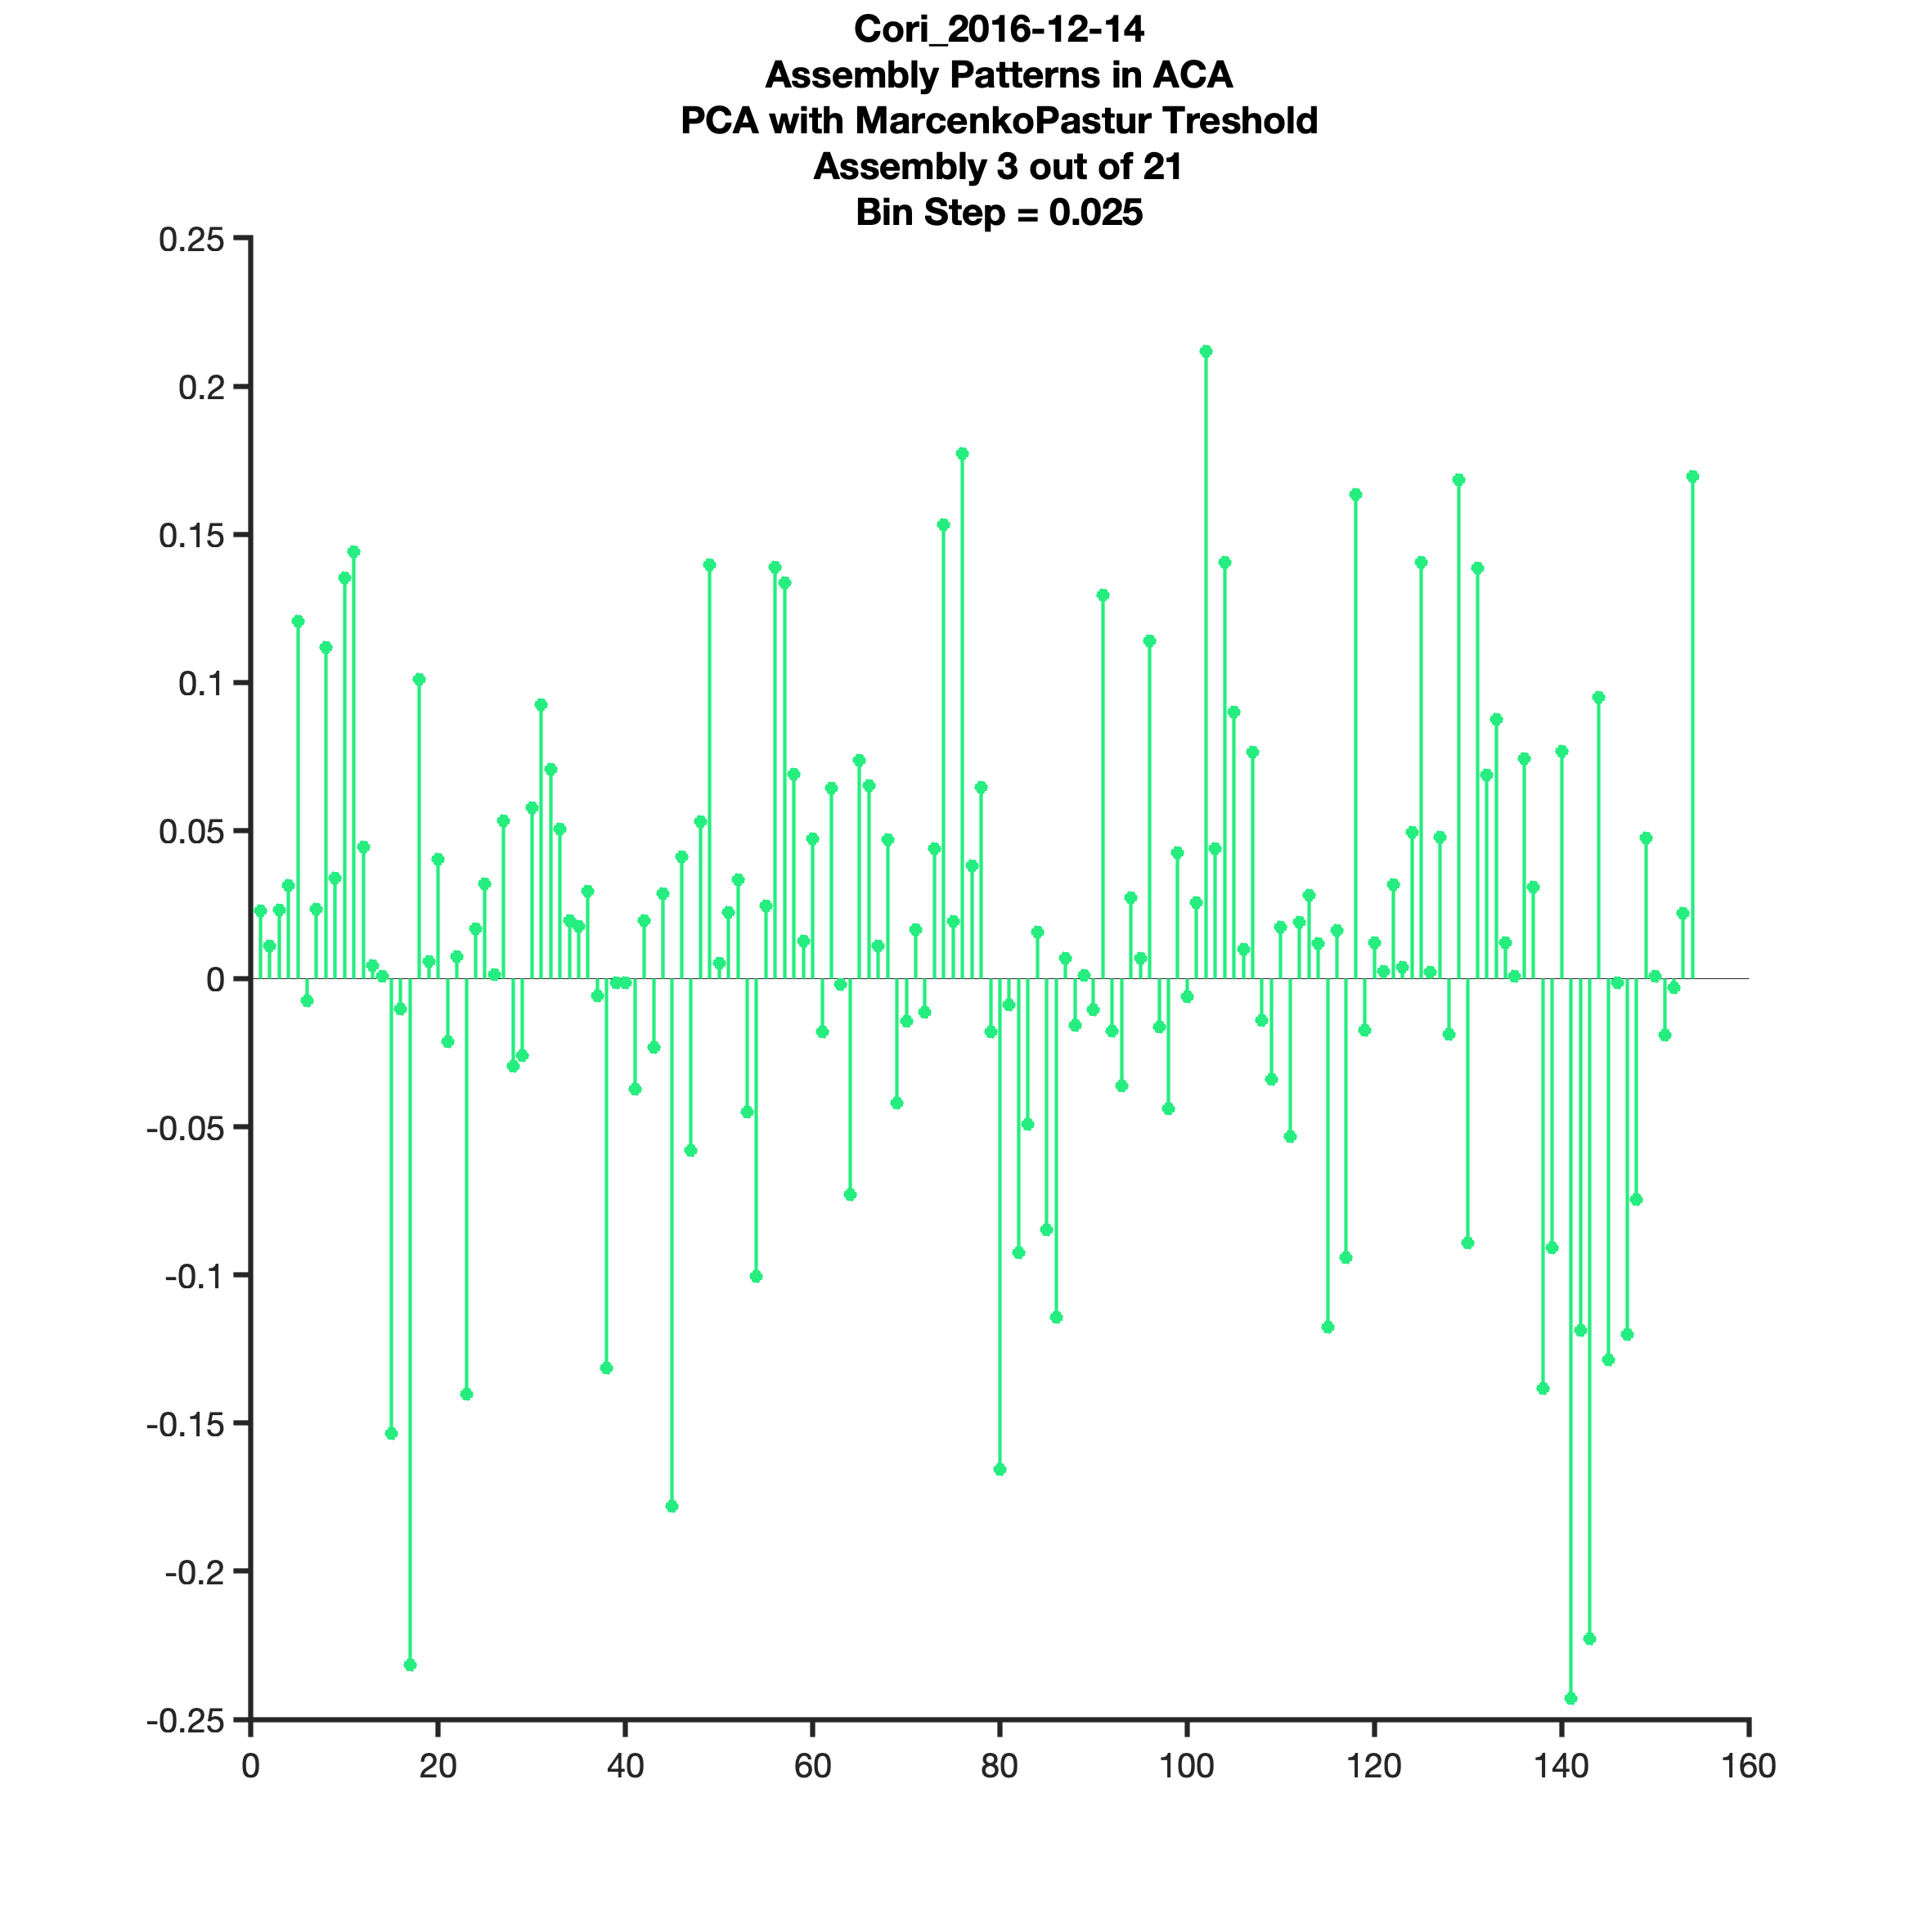 Cori_2016-12-14
Assembly Patterns in ACA
PCA with MarcenkoPastur Treshold
Assembly 3 out of 21
Bin Step = 0.025
0.25
0.2
0.15
0.1
0.05
0
-0.05
-0.1
-0.15
-0.2
-0.25
0 20 40 60 80 100 120 140 160